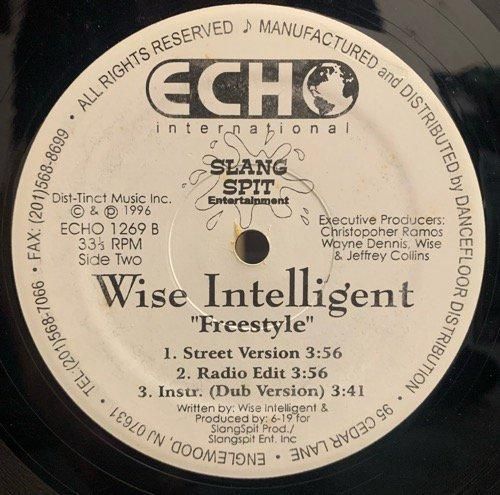 • ALL RIGHTS RESERVED ♪ MANUFACTURED and DISTRIBUTED by DANCEFLOOR DISTRIBUTION • 95 CEDAR LANE • ENGLEWOOD, NJ 07631 • TEL: (201)568-7066 • FAX: (201)568-8699
ECHO
international
SLANG
SPIT
Entertainment
Dist-Tinct Music Inc.
© & ℗ 1996
ECHO 1269 B
33⅓ RPM
Side Two
Executive Producers:
Christopoher Ramos
Wayne Dennis, Wise
& Jeffrey Collins
Wise Intelligent
"Freestyle"
1. Street Version 3:56
2. Radio Edit 3:56
3. Instr. (Dub Version) 3:41
Written by: Wise Intelligent &
Produced by: 6-19 for
SlangSpit Prod./
Slangspit Ent. Inc